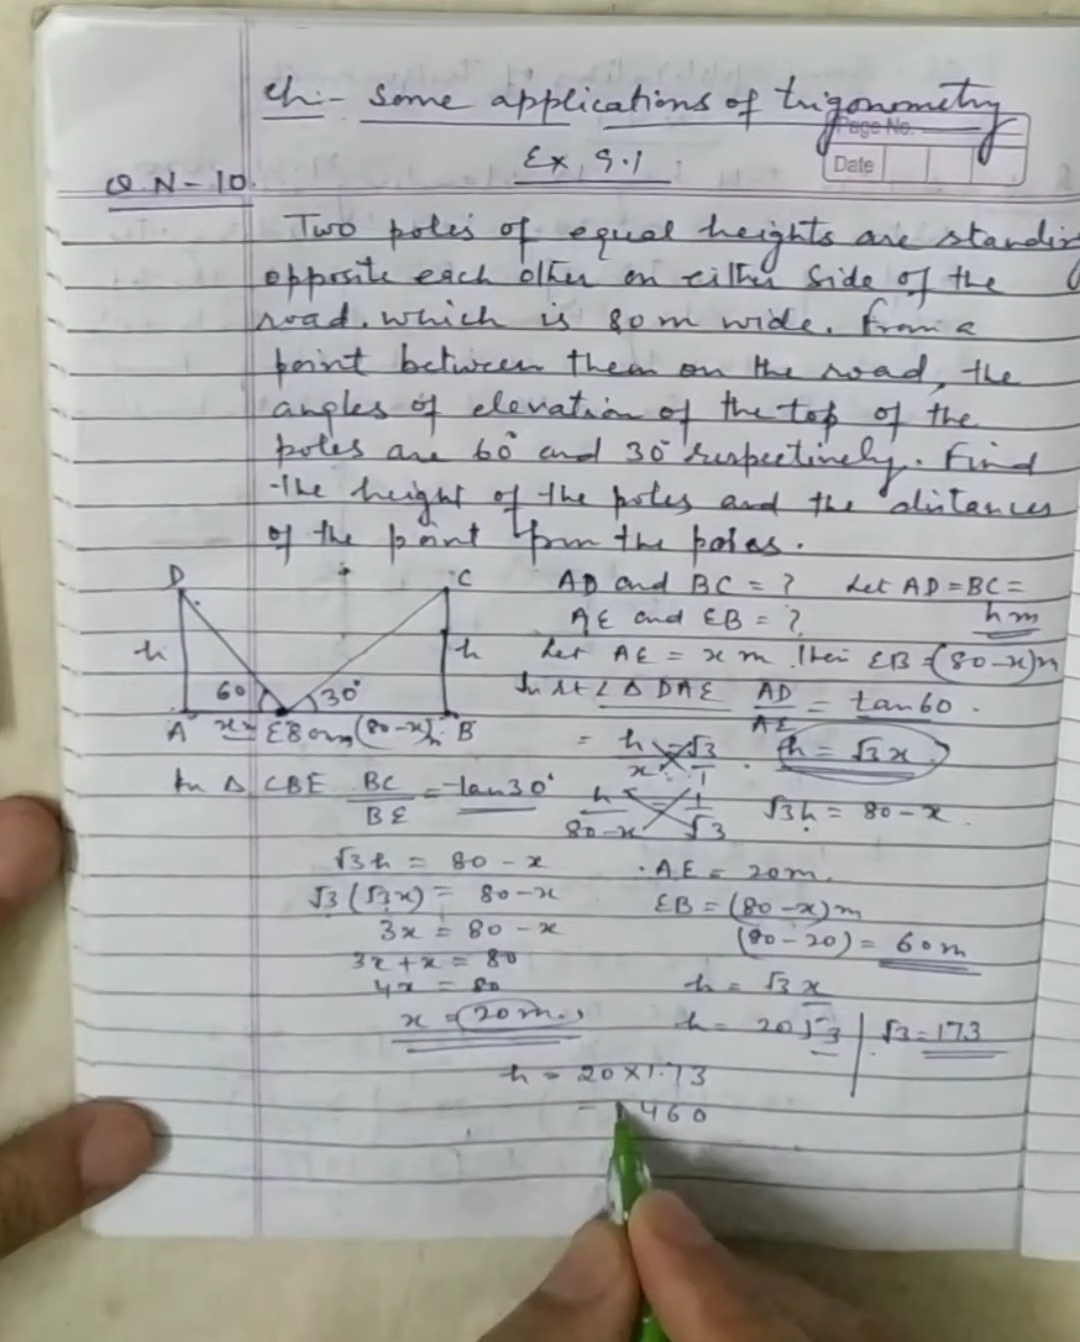 Ch:- Some applications of trigonometry
Page No.
Date
Ex 9.1
Q.N-10.
Two poles of equal heights are standing
opposite each other on either side of the
road. which is 80m wide. From a
point between them on the road, the
angles of elevation of the top of the
poles are 60° and 30° respectively. Find
the height of the poles and the distances
of the point from the poles.
D C
h h
60 30°
A x E 80m (80-x)m B
AD and BC = ? Let AD = BC =
hm
AE and EB = ?
Let AE = x m. Then EB = (80-x)m
In rt ∠ Δ DAE AD/AE = tan60.
= h/x = √3/1 . h = √3x.
In Δ CBE BC/BE = tan30°
h/80-x = 1/√3 √3h = 80-x.
√3h = 80-x
√3(√3x) = 80-x
3x = 80-x
3x+x = 80
4x = 80
x = 20m.
. AE = 20m.
EB = (80-x)m
(80-20) = 60m
h = √3x
h = 20√3 | √3 = 1.73
h = 20×1.73
= 460